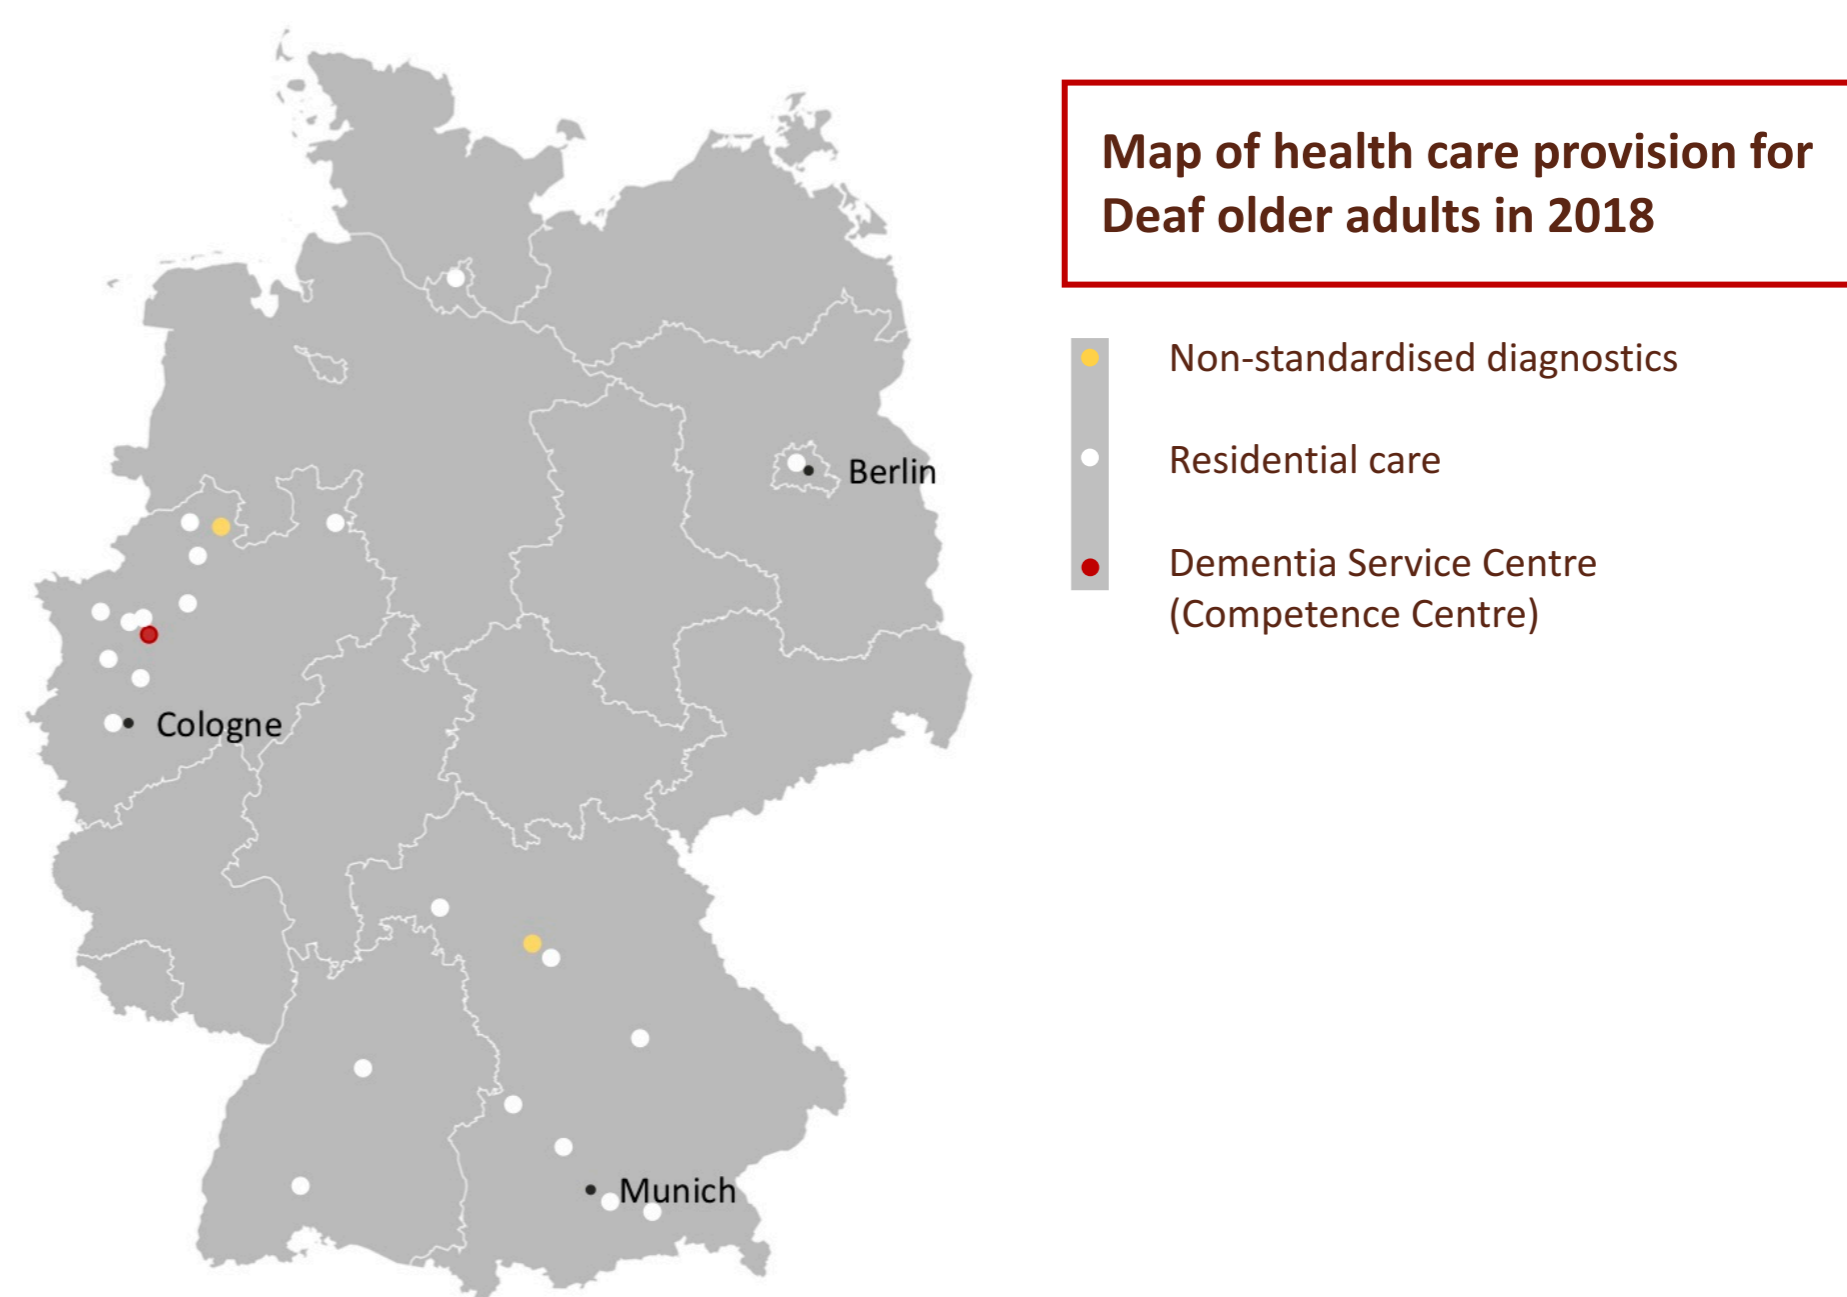 Map of health care provision for
Deaf older adults in 2018
Non-standardised diagnostics
Residential care
Dementia Service Centre
(Competence Centre)
Berlin
Cologne
Munich